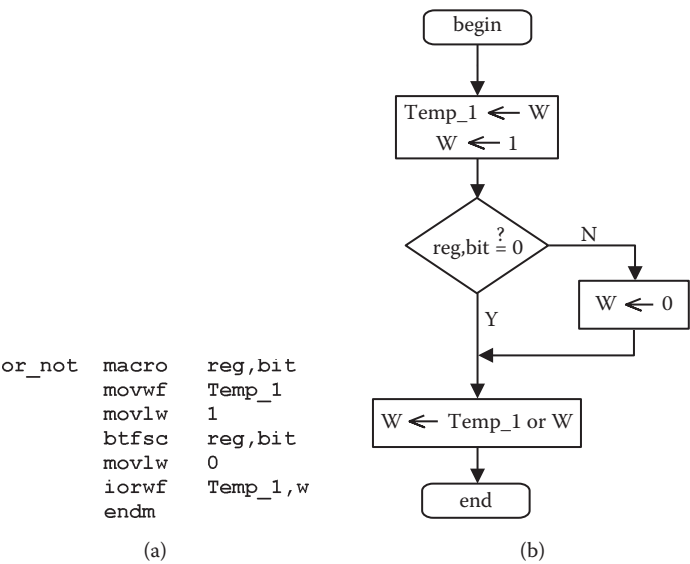 or_not macro reg,bit
movwf Temp_1
movlw 1
btfsc reg,bit
movlw 0
iorwf Temp_1,w
endm
(a)
begin
Temp_1 ← W
W ← 1
?
reg,bit = 0
N
W ← 0
Y
W ← Temp_1 or W
end
(b)